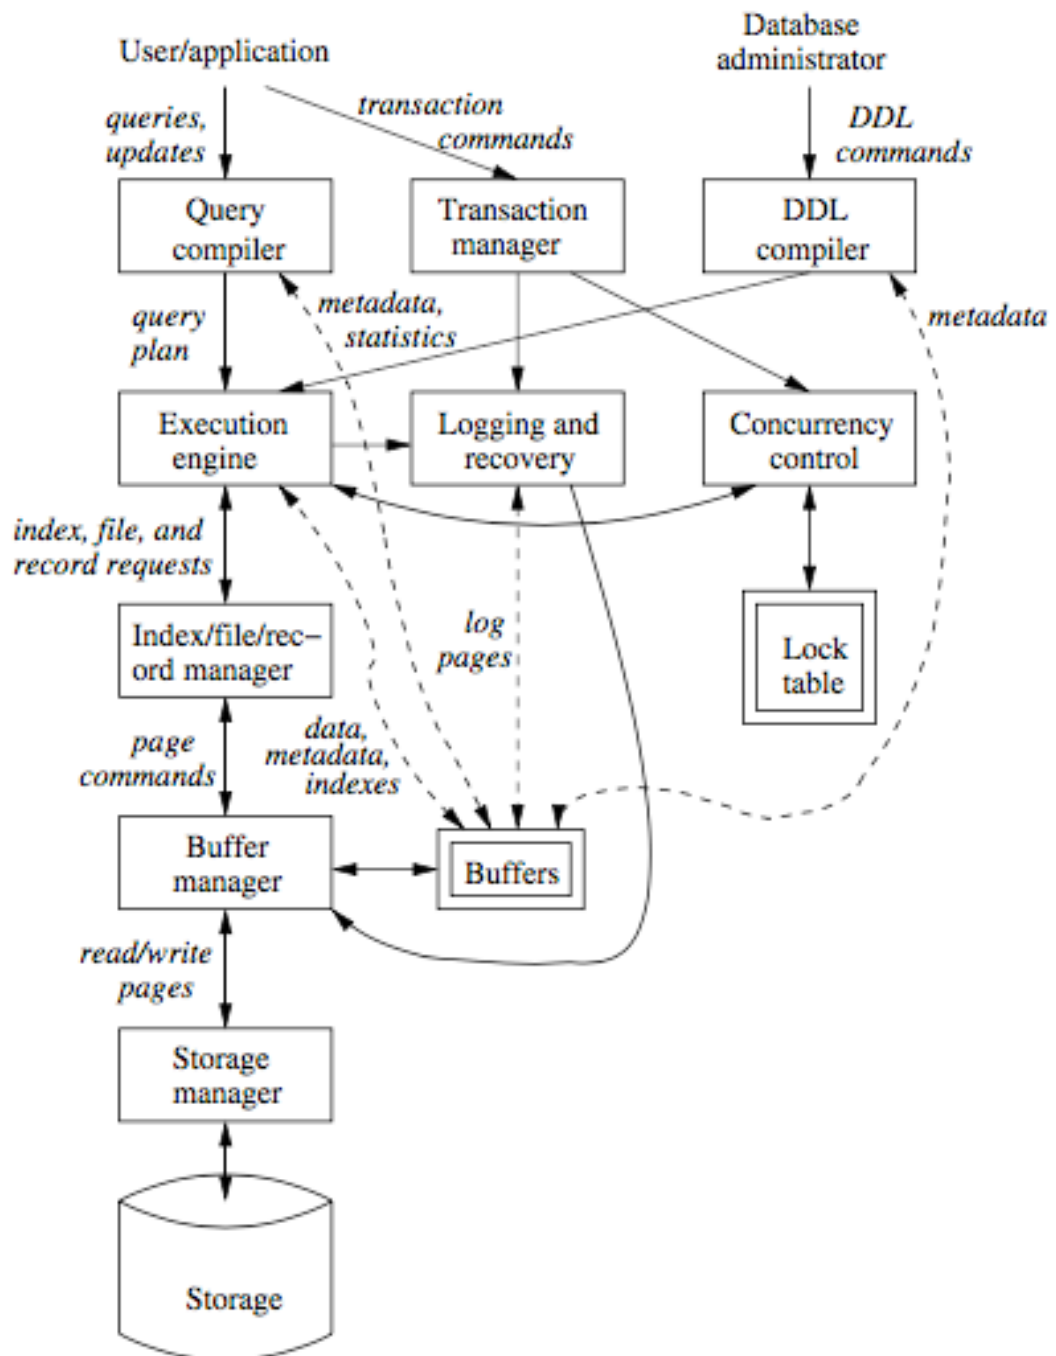 User/application
Database
administrator
queries,
updates
transaction
commands
DDL
commands
Query
compiler
Transaction
manager
DDL
compiler
query
plan
metadata,
statistics
metadata
Execution
engine
Logging and
recovery
Concurrency
control
index, file, and
record requests
Index/file/rec–
ord manager
log
pages
Lock
table
page
commands
data,
metadata,
indexes
Buffer
manager
Buffers
read/write
pages
Storage
manager
Storage